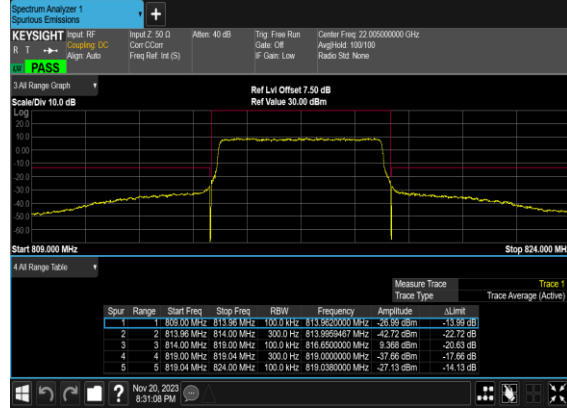 Spectrum Analyzer 1
Spurious Emissions
KEYSIGHT Input: RF Input Z: 50 Ω Atten: 40 dB Trig: Free Run Center Freq: 22.005000000 GHz
R T Coupling: DC Corr CCorr Gate: Off Avg|Hold: 100/100
Align: Auto Freq Ref: Int (S) IF Gain: Low Radio Std: None
LW PASS
3 All Range Graph
Ref Lvl Offset 7.50 dB
Scale/Div 10.0 dB Ref Value 30.00 dBm
Log
20.0
10.0
0.00
-10.0
-20.0
-30.0
-40.0
-50.0
-60.0
Start 809.000 MHz Stop 824.000 MH
4 All Range Table
Measure Trace Trace 1
Trace Type Trace Average (Active)
Spur Range Start Freq Stop Freq RBW Frequency Amplitude ΔLimit
1 1 809.00 MHz 813.96 MHz 100.0 kHz 813.9620000 MHz -26.99 dBm -13.99 dB
2 2 813.96 MHz 814.00 MHz 300.0 Hz 813.9959467 MHz -42.72 dBm -22.72 dB
3 3 814.00 MHz 819.00 MHz 100.0 kHz 816.6500000 MHz 9.368 dBm -20.63 dB
4 4 819.00 MHz 819.04 MHz 300.0 Hz 819.0000000 MHz -37.66 dBm -17.66 dB
5 5 819.04 MHz 824.00 MHz 100.0 kHz 819.0380000 MHz -27.13 dBm -14.13 dB
? Nov 20, 2023
8:31:08 PM